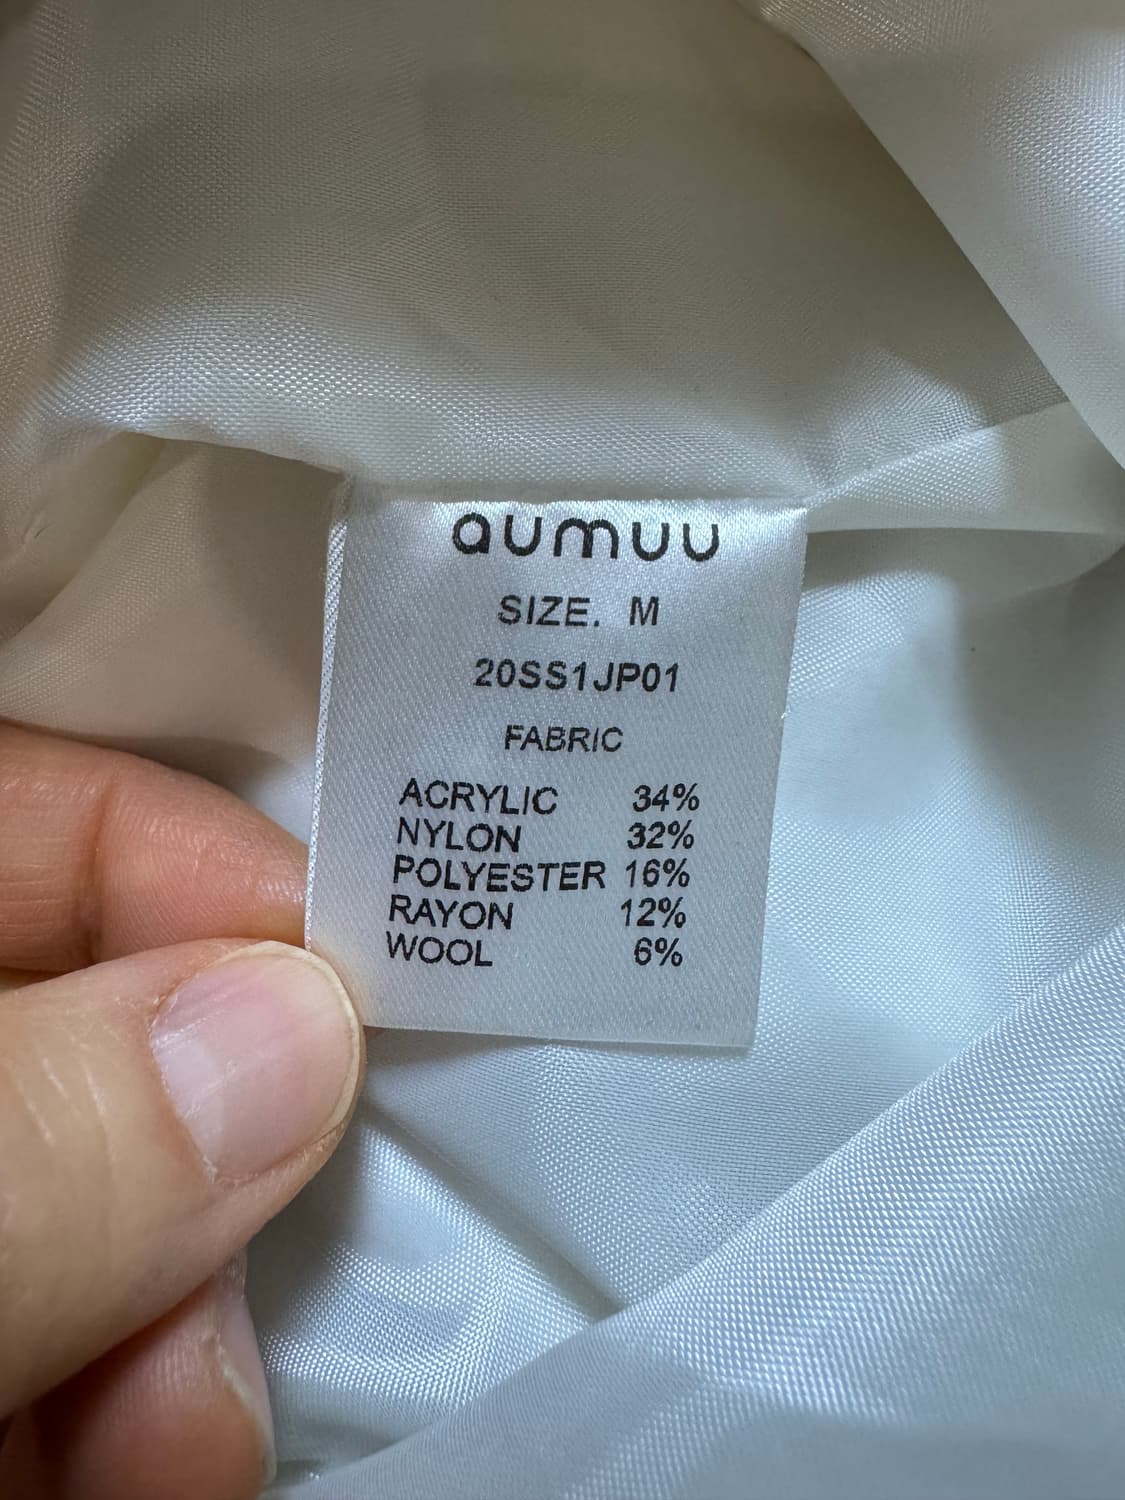 aumuu
SIZE. M
20SS1JP01
FABRIC
ACRYLIC 34%
NYLON 32%
POLYESTER 16%
RAYON 12%
WOOL 6%